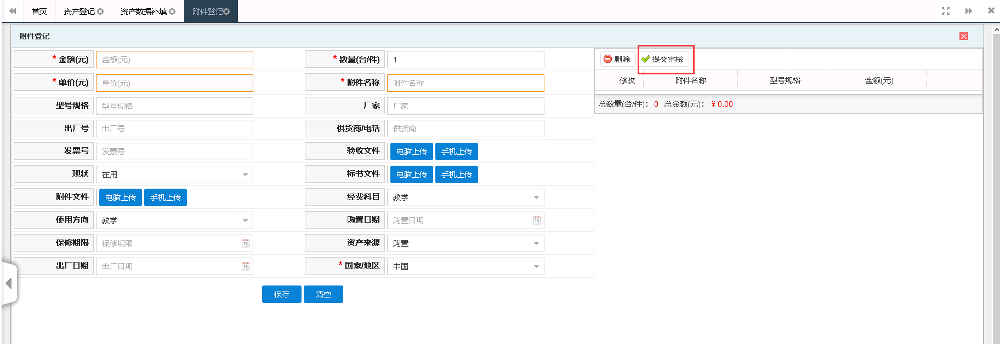 首页 资产登记 资产数据补填 附件登记
附件登记
* 金额(元) 金额(元) * 数量(台/件) 1
* 单价(元) 单价(元) * 附件名称 附件名称
型号规格 型号规格 厂家 厂家
出厂号 出厂号 供货商/电话 供货商
发票号 发票号 验收文件 电脑上传 手机上传
现状 在用 标书文件 电脑上传 手机上传
附件文件 电脑上传 手机上传 经费科目 教学
使用方向 教学 购置日期 购置日期 15
保修期限 保修期限 15 资产来源 购置
出厂日期 出厂日期 15 * 国家/地区 中国
保存 清空
删除 提交审核
修改 附件名称 型号规格 金额(元)
总数量(台/件)： 0 总金额(元)： ￥0.00